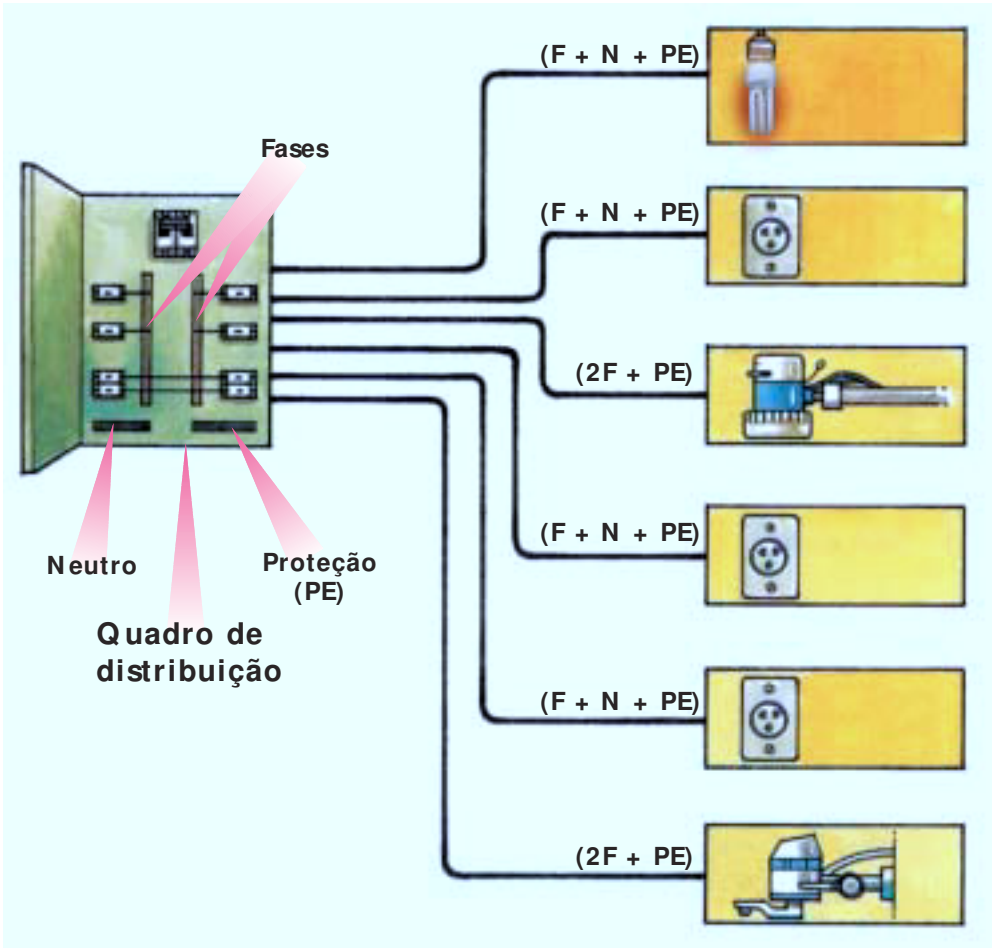 (F + N + PE)
Fases
(F + N + PE)
(2F + PE)
(F + N + PE)
Neutro
Proteção
(PE)
Quadro de
distribuição
(F + N + PE)
(2F + PE)